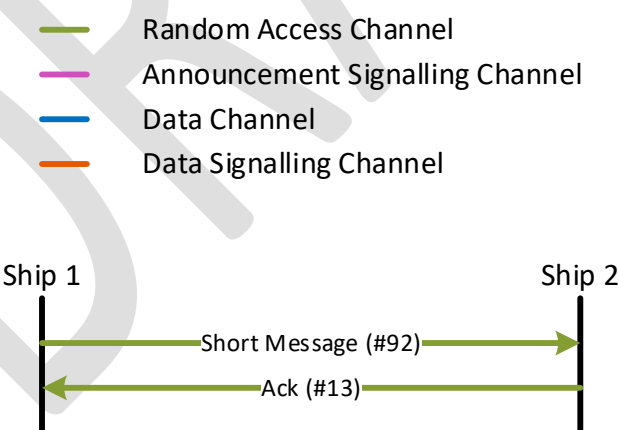 Random Access Channel
Announcement Signalling Channel
Data Channel
Data Signalling Channel
Ship 1 Ship 2
Short Message (#92)
Ack (#13)